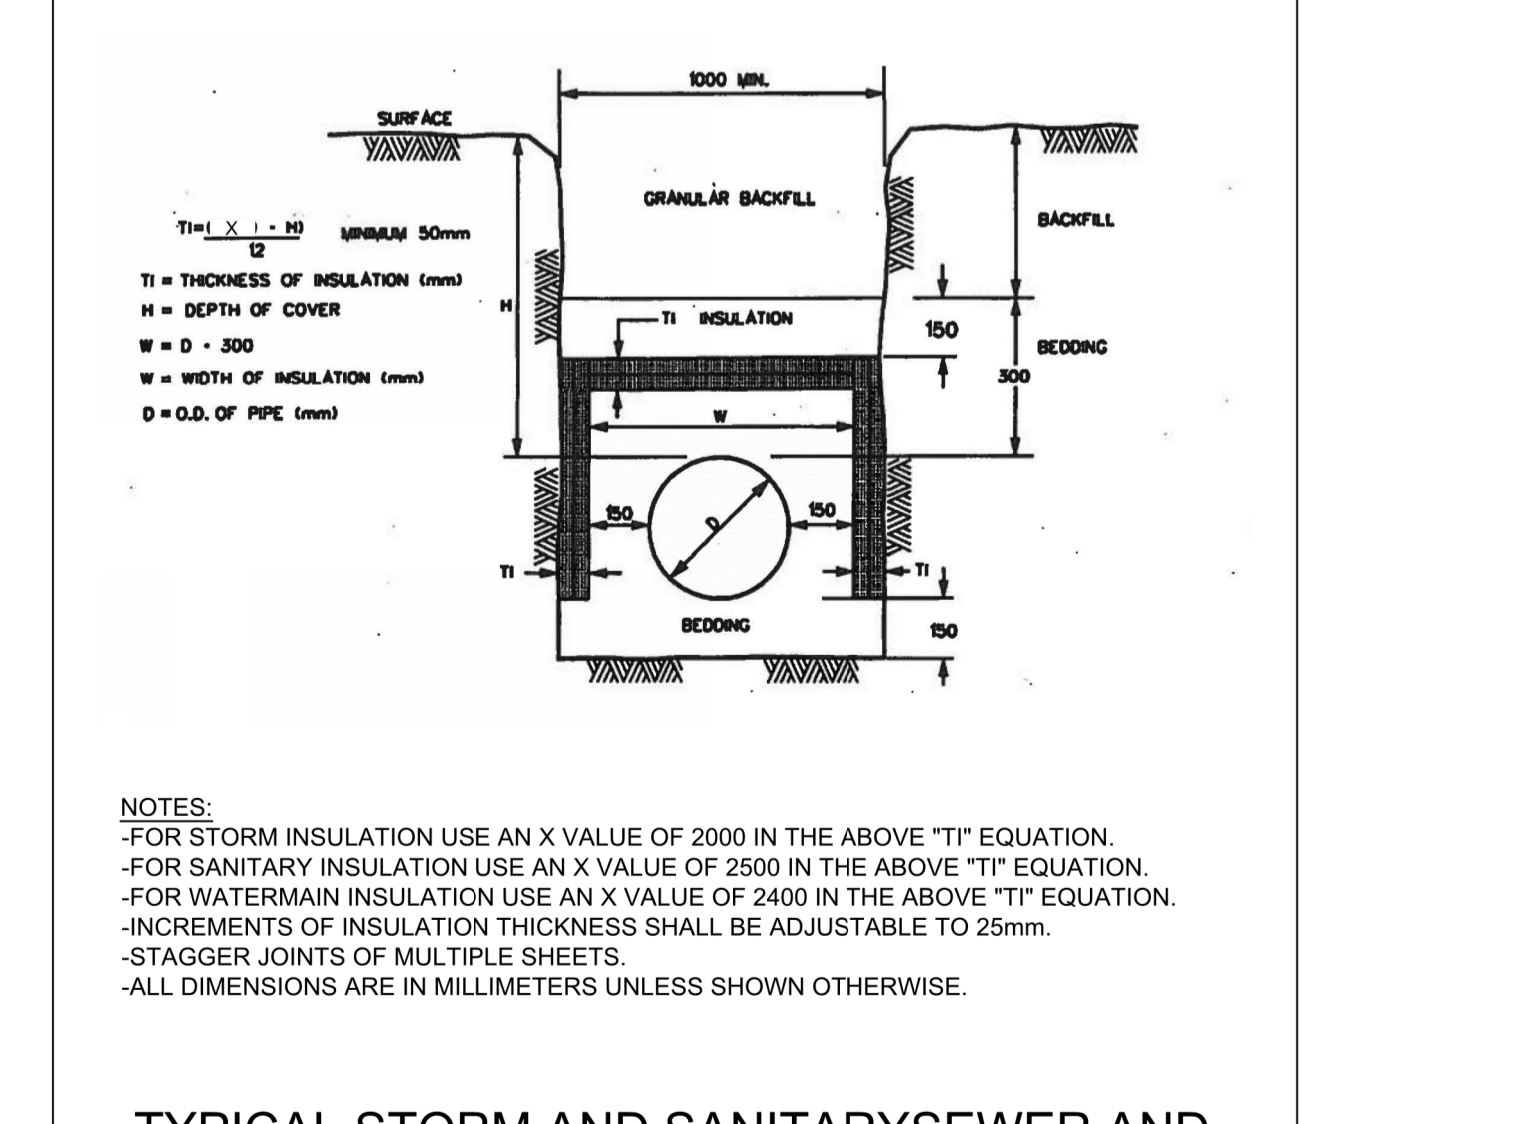 1000 MIN.
SURFACE
GRANULAR BACKFILL
TI=( X ) - H)
12
MINIMUM 50mm
TI = THICKNESS OF INSULATION (mm)
H = DEPTH OF COVER
W = D + 300
W = WIDTH OF INSULATION (mm)
D = O.D. OF PIPE (mm)
BACKFILL
H
TI INSULATION
150
BEDDING
300
W
150
D
150
TI
TI
BEDDING
150
NOTES:
-FOR STORM INSULATION USE AN X VALUE OF 2000 IN THE ABOVE "TI" EQUATION.
-FOR SANITARY INSULATION USE AN X VALUE OF 2500 IN THE ABOVE "TI" EQUATION.
-FOR WATERMAIN INSULATION USE AN X VALUE OF 2400 IN THE ABOVE "TI" EQUATION.
-INCREMENTS OF INSULATION THICKNESS SHALL BE ADJUSTABLE TO 25mm.
-STAGGER JOINTS OF MULTIPLE SHEETS.
-ALL DIMENSIONS ARE IN MILLIMETERS UNLESS SHOWN OTHERWISE.
TYPICAL STORM AND SANITARYSEWER AND